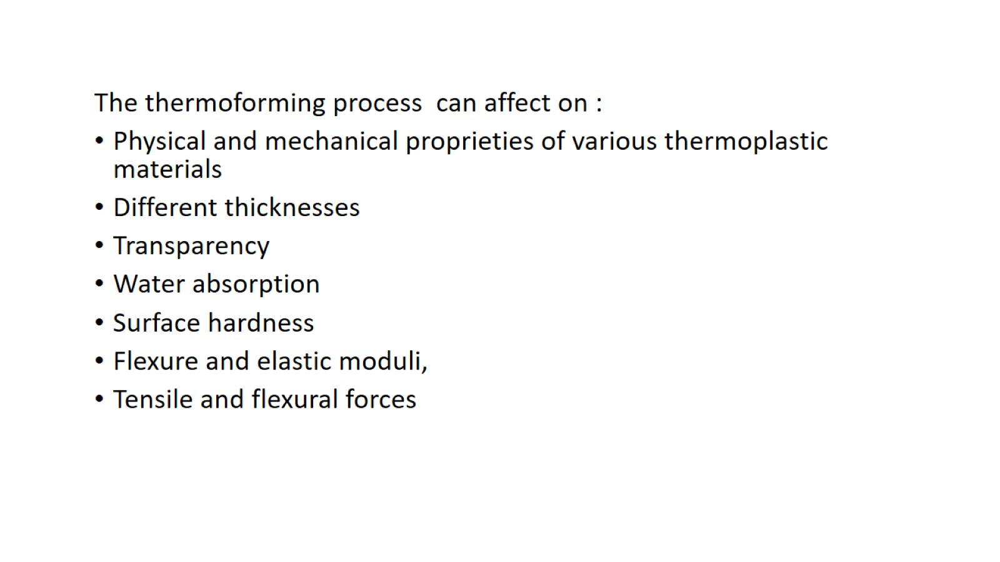 The thermoforming process  can affect on :
• Physical and mechanical proprieties of various thermoplastic
materials
• Different thicknesses
• Transparency
• Water absorption
• Surface hardness
• Flexure and elastic moduli,
• Tensile and flexural forces